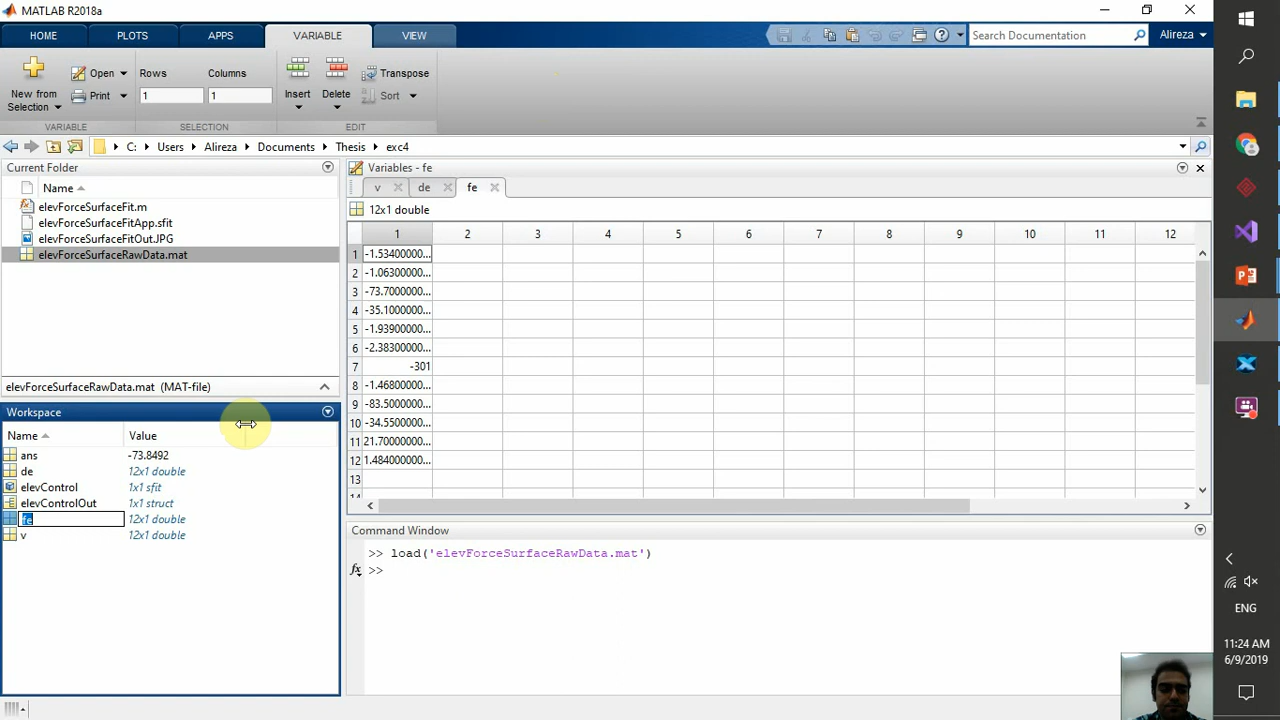 MATLAB R2018a
HOME PLOTS APPS VARIABLE VIEW
Search Documentation Alireza
New from Selection
Open
Print
Rows Columns
1 1
Insert Delete
Transpose
Sort
VARIABLE SELECTION EDIT
C: Users Alireza Documents Thesis exc4
Current Folder
Name
elevForceSurfaceFit.m
elevForceSurfaceFitApp.sfit
elevForceSurfaceFitOut.JPG
elevForceSurfaceRawData.mat
elevForceSurfaceRawData.mat (MAT-file)
Workspace
Name Value
ans -73.8492
de 12x1 double
elevControl 1x1 sfit
elevControlOut 1x1 struct
fe 12x1 double
v 12x1 double
Variables - fe
v de fe
12x1 double
1 2 3 4 5 6 7 8 9 10 11 12
1 -1.53400000...
2 -1.06300000...
3 -73.7000000...
4 -35.1000000...
5 -1.93900000...
6 -2.38300000...
7 -301
8 -1.46800000...
9 -83.5000000...
10 -34.5500000...
11 21.70000000...
12 1.484000000...
13
14
Command Window
>> load('elevForceSurfaceRawData.mat')
fx >>
ENG
11:24 AM
6/9/2019